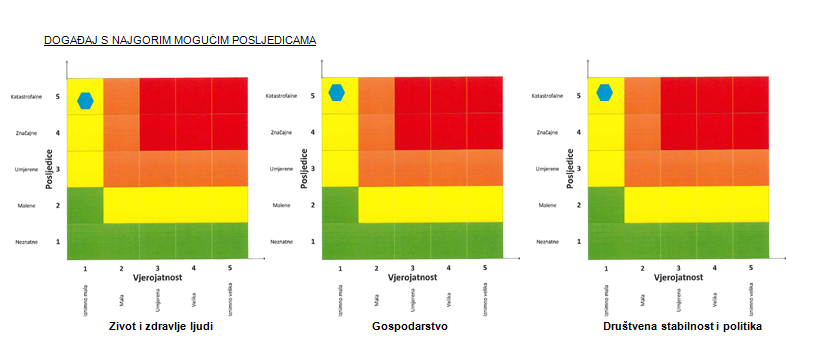 DOGAĐAJ S NAJGORIM MOGUĆIM POSLJEDICAMA
Posljedice
Katastrofalne 5
Značajne 4
Umjerene 3
Malene 2
Neznatne 1
1 2 3 4 5
Vjerojatnost
Iznimno mala
Mala
Umjerena
Velika
Iznimno velika
Zivot i zdravlje ljudi
Posljedice
Katastrofalne 5
Značajne 4
Umjerene 3
Malene 2
Neznatne 1
1 2 3 4 5
Vjerojatnost
Iznimno mala
Mala
Umjerena
Velika
Iznimno velika
Gospodarstvo
Posljedice
Katastrofalne 5
Značajne 4
Umjerene 3
Malene 2
Neznatne 1
1 2 3 4 5
Vjerojatnost
Iznimno mala
Mala
Umjerena
Velika
Iznimno velika
Društvena stabilnost i politika